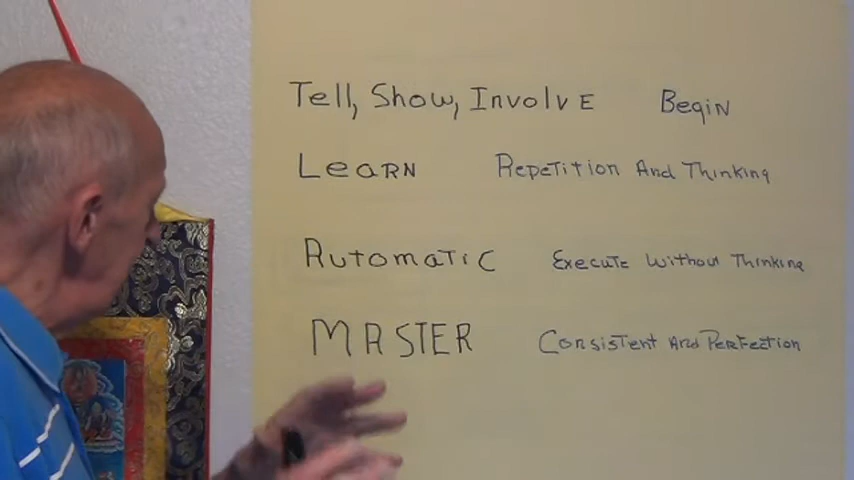 Tell, Show, Involve Begin
Learn Repetition And Thinking
Automatic Execute Without Thinking
MASTER Consistent And Perfection